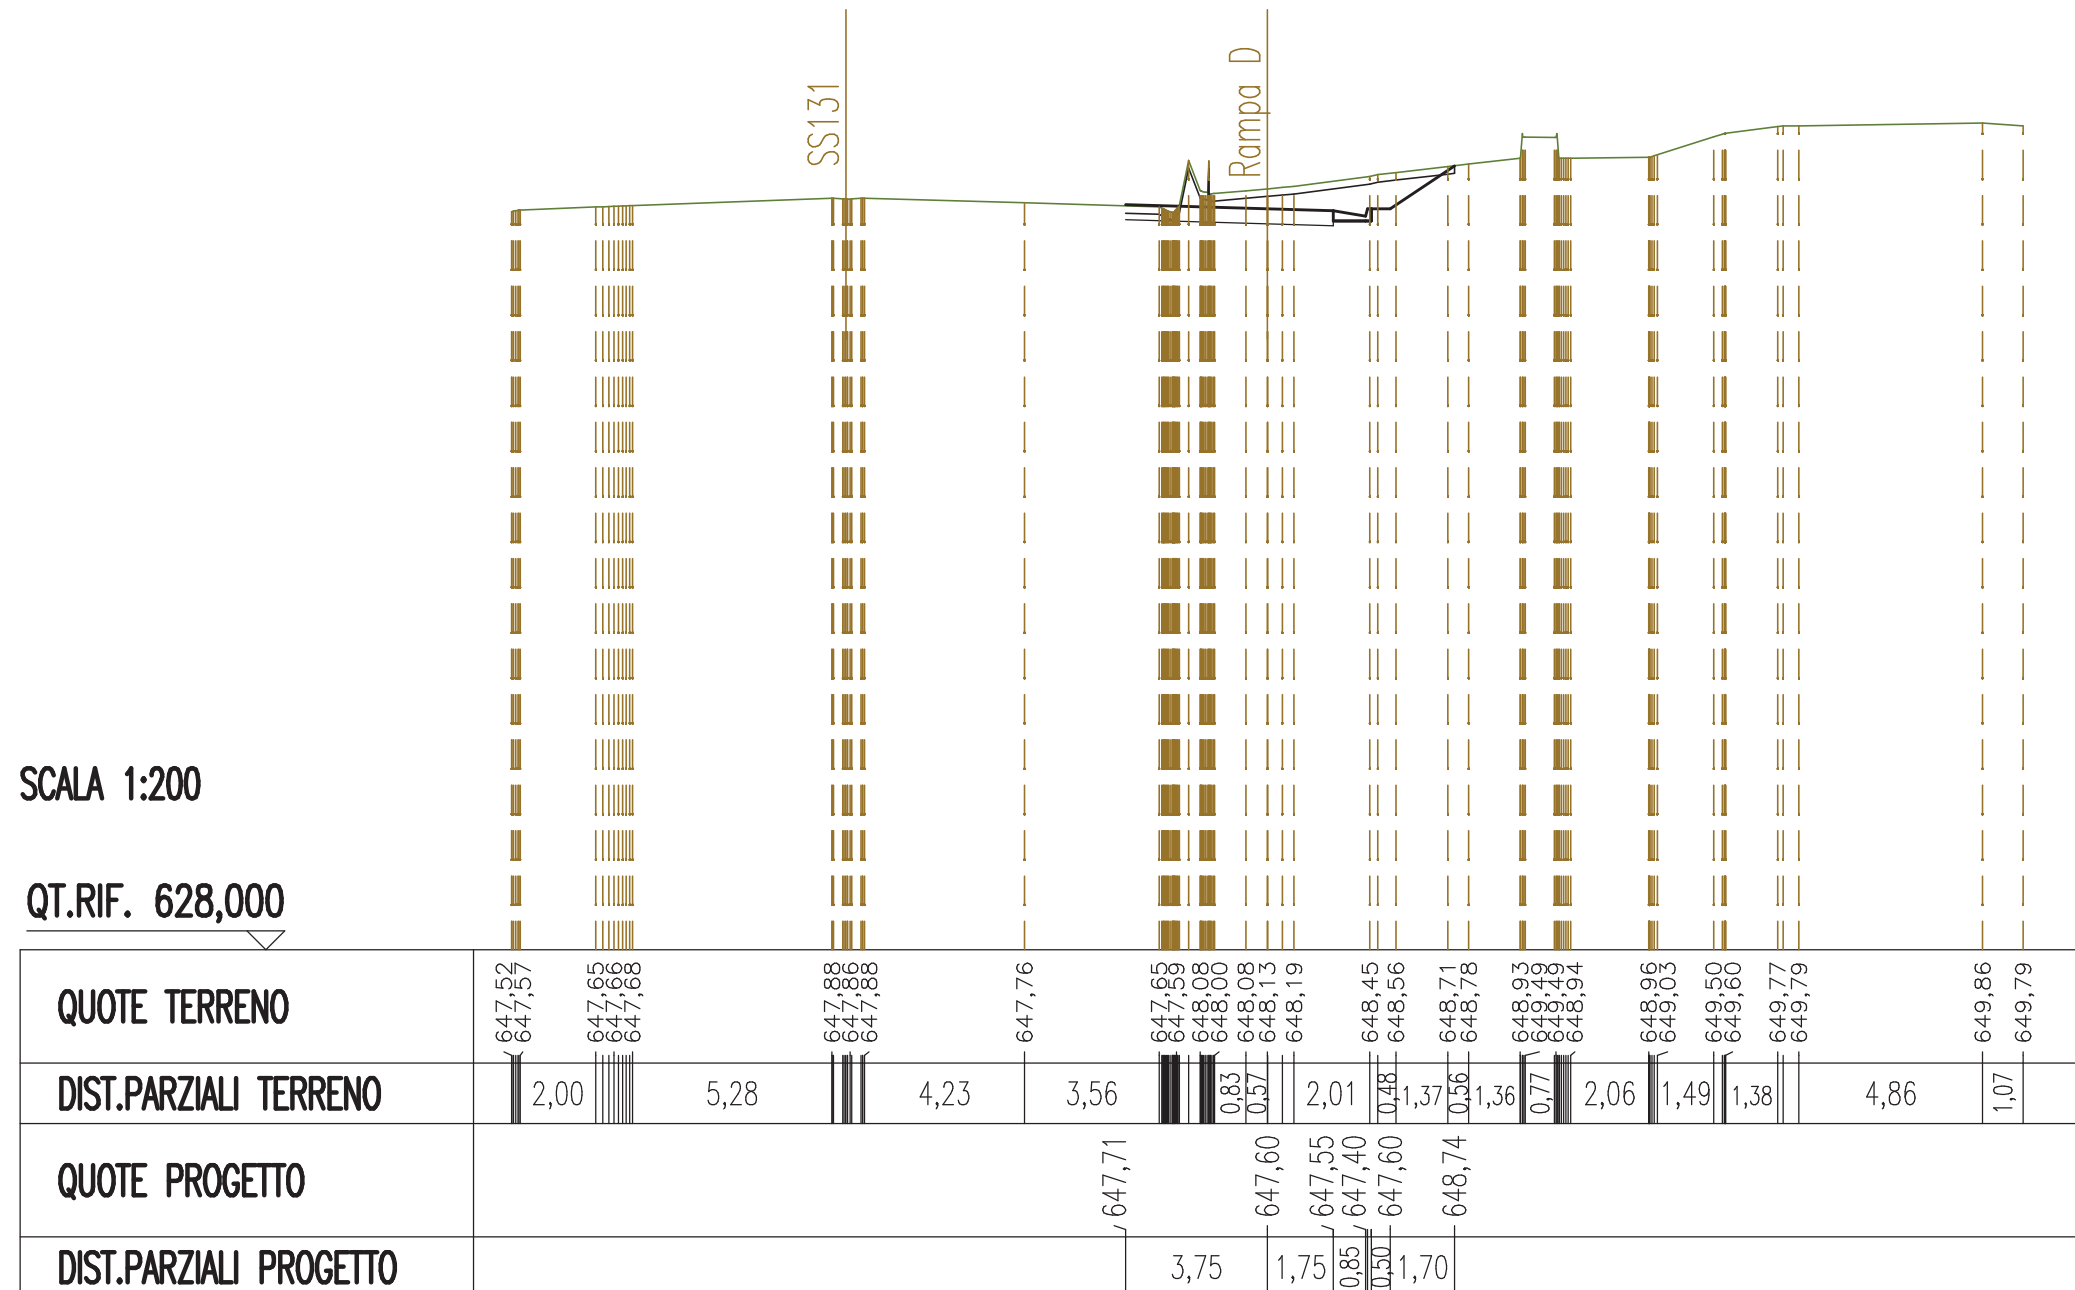 SS131
Rampa D
SCALA 1:200
QT.RIF. 628,000
QUOTE TERRENO 647,52 647,57 647,65 647,66 647,68 647,88 647,86 647,88 647,76 647,65 647,59 648,08 648,00 648,08 648,13 648,19 648,45 648,56 648,71 648,78 648,93 649,49 649,49 648,94 648,96 649,03 649,50 649,60 649,77 649,79 649,86 649,79
DIST.PARZIALI TERRENO 2,00 5,28 4,23 3,56 0,83 0,57 2,01 0,48 1,37 0,56 1,36 0,77 2,06 1,49 1,38 4,86 1,07
QUOTE PROGETTO 647,71 647,60 647,55 647,40 647,60 648,74
DIST.PARZIALI PROGETTO 3,75 1,75 0,85 0,50 1,70